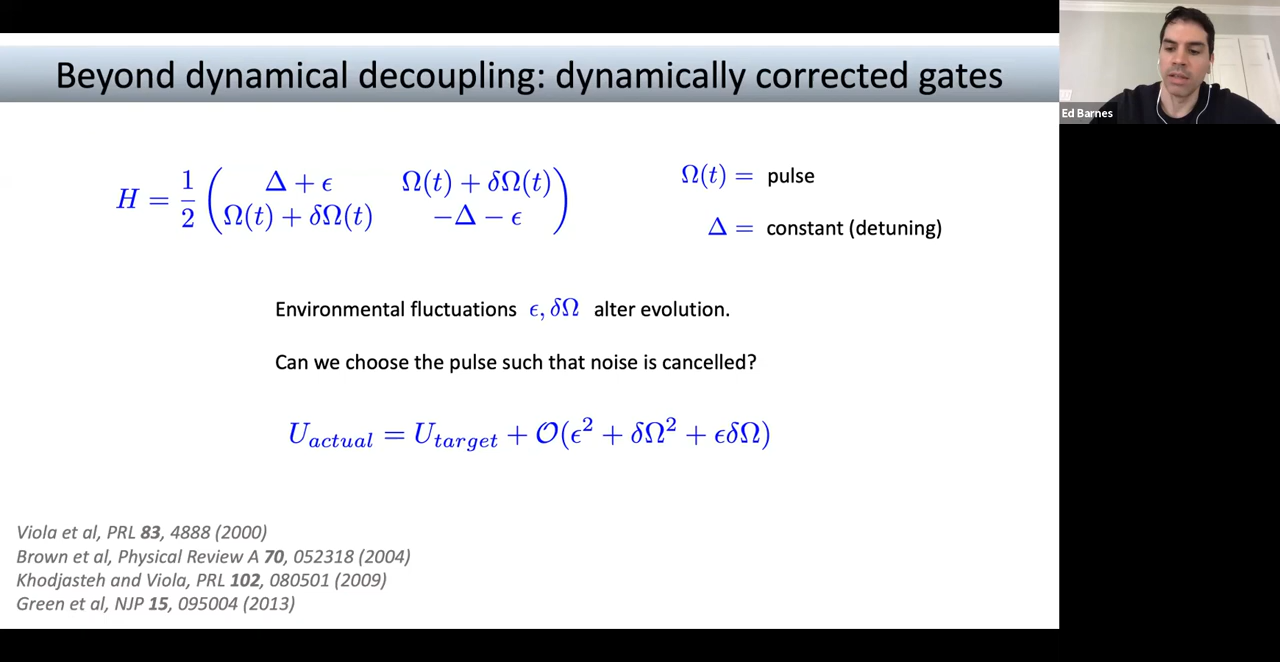 Beyond dynamical decoupling: dynamically corrected gates
Ed Barnes
H = 1/2 ( Δ + ϵ   Ω(t) + δΩ(t)
Ω(t) + δΩ(t)   −Δ − ϵ )
Ω(t) = pulse
Δ = constant (detuning)
Environmental fluctuations ϵ, δΩ alter evolution.
Can we choose the pulse such that noise is cancelled?
U_actual = U_target + 𝒪(ϵ² + δΩ² + ϵδΩ)
Viola et al, PRL 83, 4888 (2000)
Brown et al, Physical Review A 70, 052318 (2004)
Khodjasteh and Viola, PRL 102, 080501 (2009)
Green et al, NJP 15, 095004 (2013)